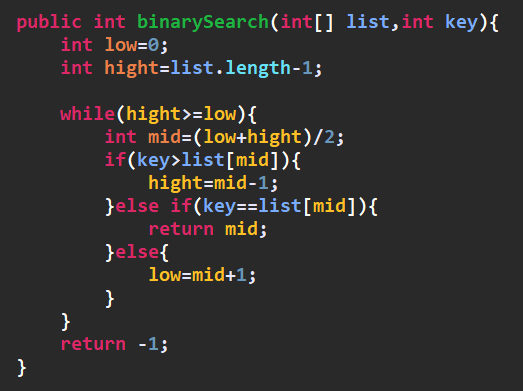 public int binarySearch(int[] list,int key){
    int low=0;
    int hight=list.length-1;

    while(hight>=low){
        int mid=(low+hight)/2;
        if(key>list[mid]){
            hight=mid-1;
        }else if(key==list[mid]){
            return mid;
        }else{
            low=mid+1;
        }
    }
    return -1;
}